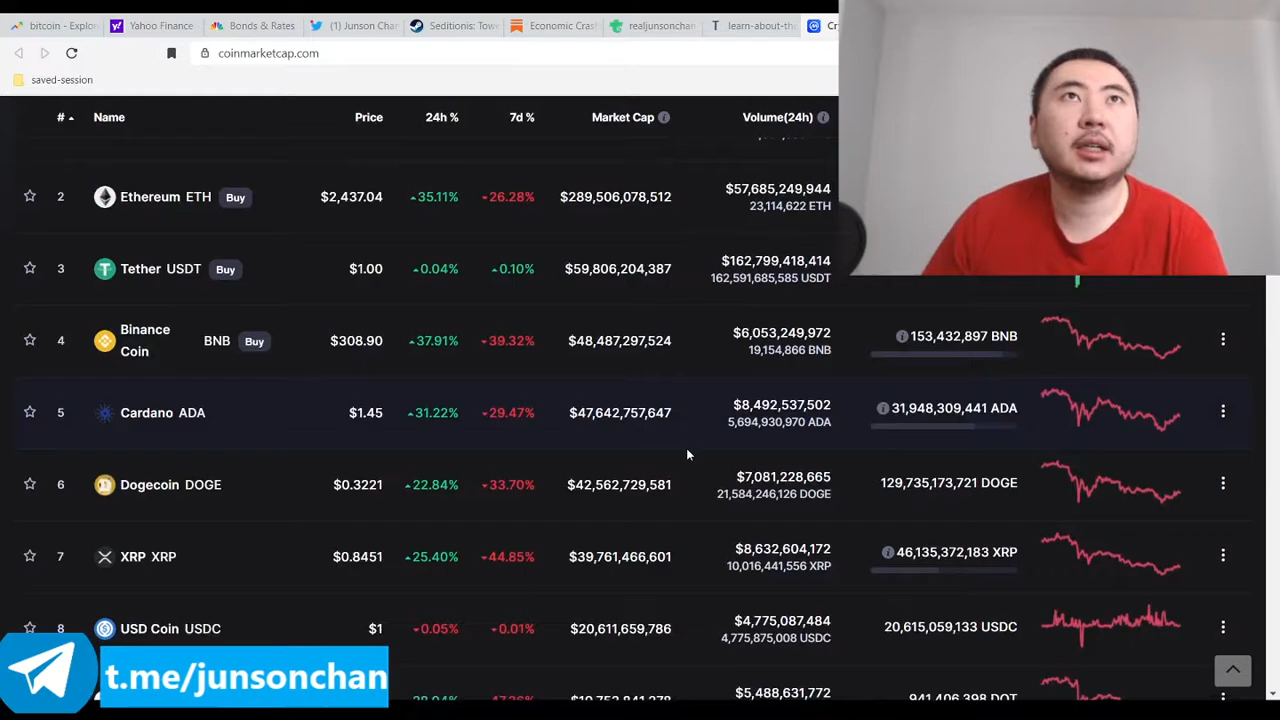 bitcoin - Explor
Yahoo Finance
Bonds & Rates
(1) Junson Cha
Seditionis: Tow
Economic Cras
realjunsonchan
learn-about-the
Cr
coinmarketcap.com
saved-session
# Name Price 24h % 7d % Market Cap Volume(24h)
2 Ethereum ETH Buy $2,437.04 35.11% 26.28% $289,506,078,512 $57,685,249,944
23,114,622 ETH
3 Tether USDT Buy $1.00 0.04% 0.10% $59,806,204,387 $162,799,418,414
162,591,685,585 USDT
4 Binance Coin BNB Buy $308.90 37.91% 39.32% $48,487,297,524 $6,053,249,972 153,432,897 BNB
19,154,866 BNB
5 Cardano ADA $1.45 31.22% 29.47% $47,642,757,647 $8,492,537,502 31,948,309,441 ADA
5,694,930,970 ADA
6 Dogecoin DOGE $0.3221 22.84% 33.70% $42,562,729,581 $7,081,228,665 129,735,173,721 DOGE
21,584,246,126 DOGE
7 XRP XRP $0.8451 25.40% 44.85% $39,761,466,601 $8,632,604,172 46,135,372,183 XRP
10,016,441,556 XRP
8 USD Coin USDC $1 0.05% 0.01% $20,611,659,786 $4,775,087,484 20,615,059,133 USDC
4,775,875,008 USDC
$5,488,631,772
t.me/junsonchan